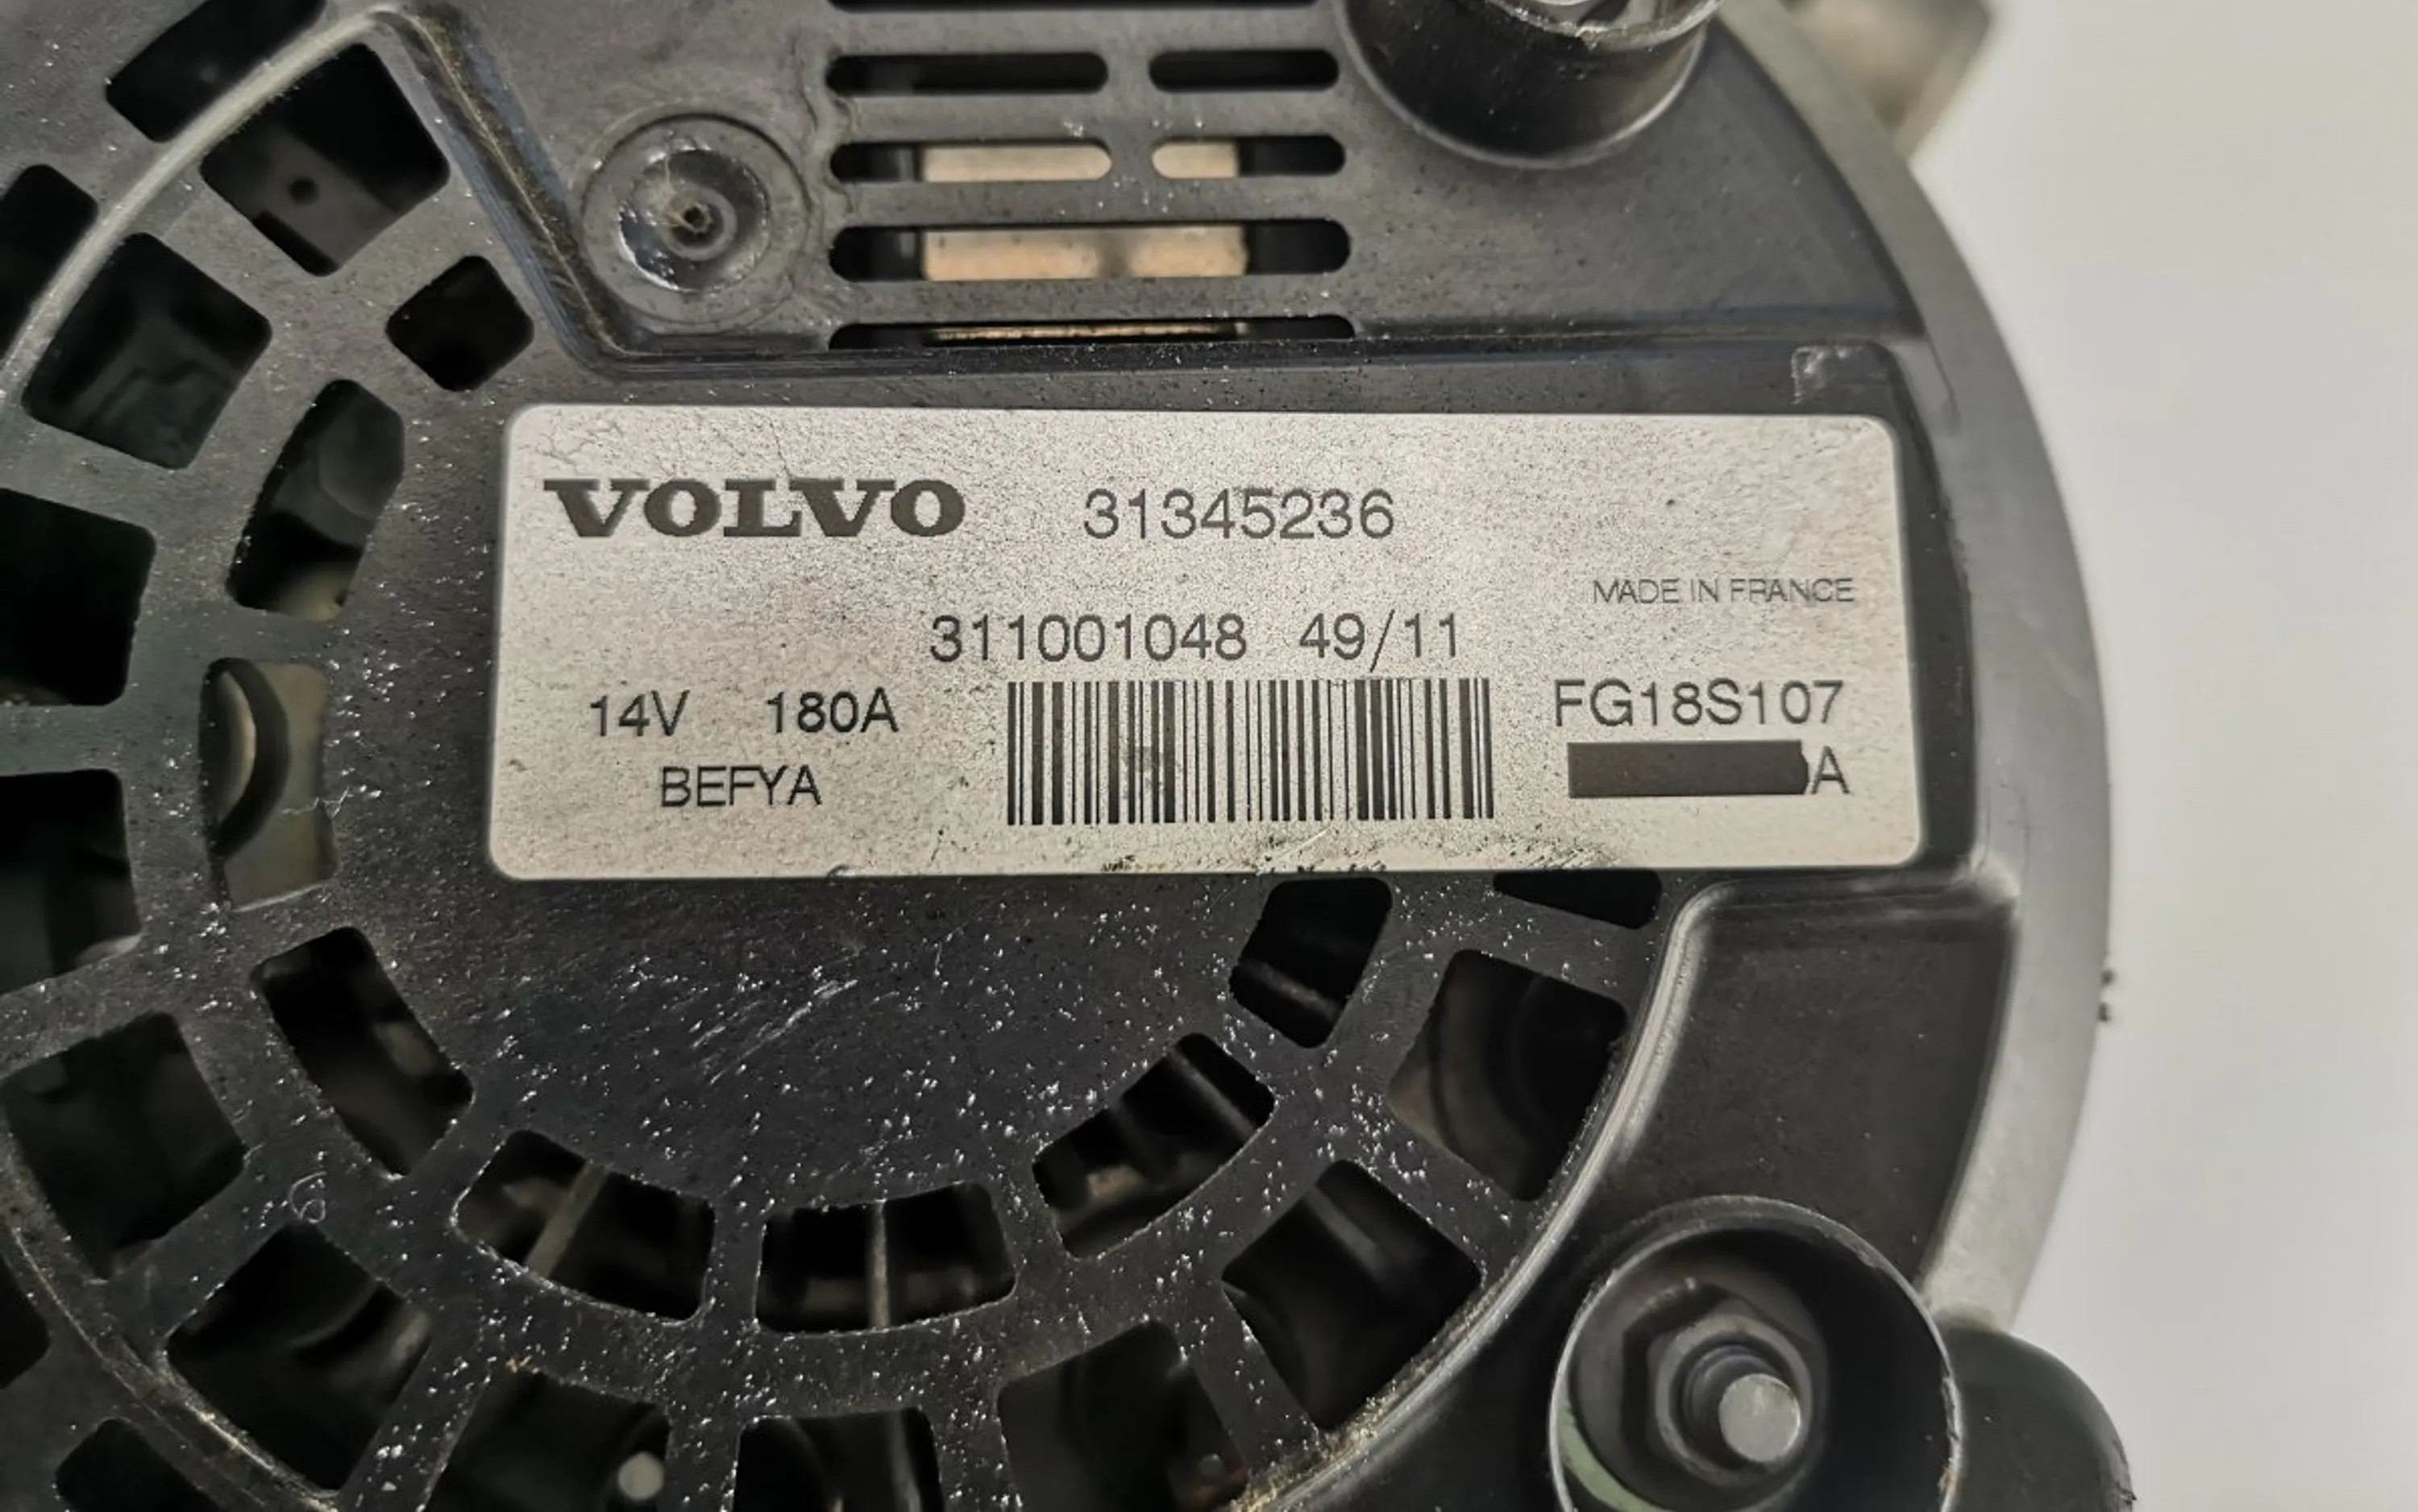 VOLVO 31345236
MADE IN FRANCE
311001048 49/11
14V 180A FG18S107
BEFYA A